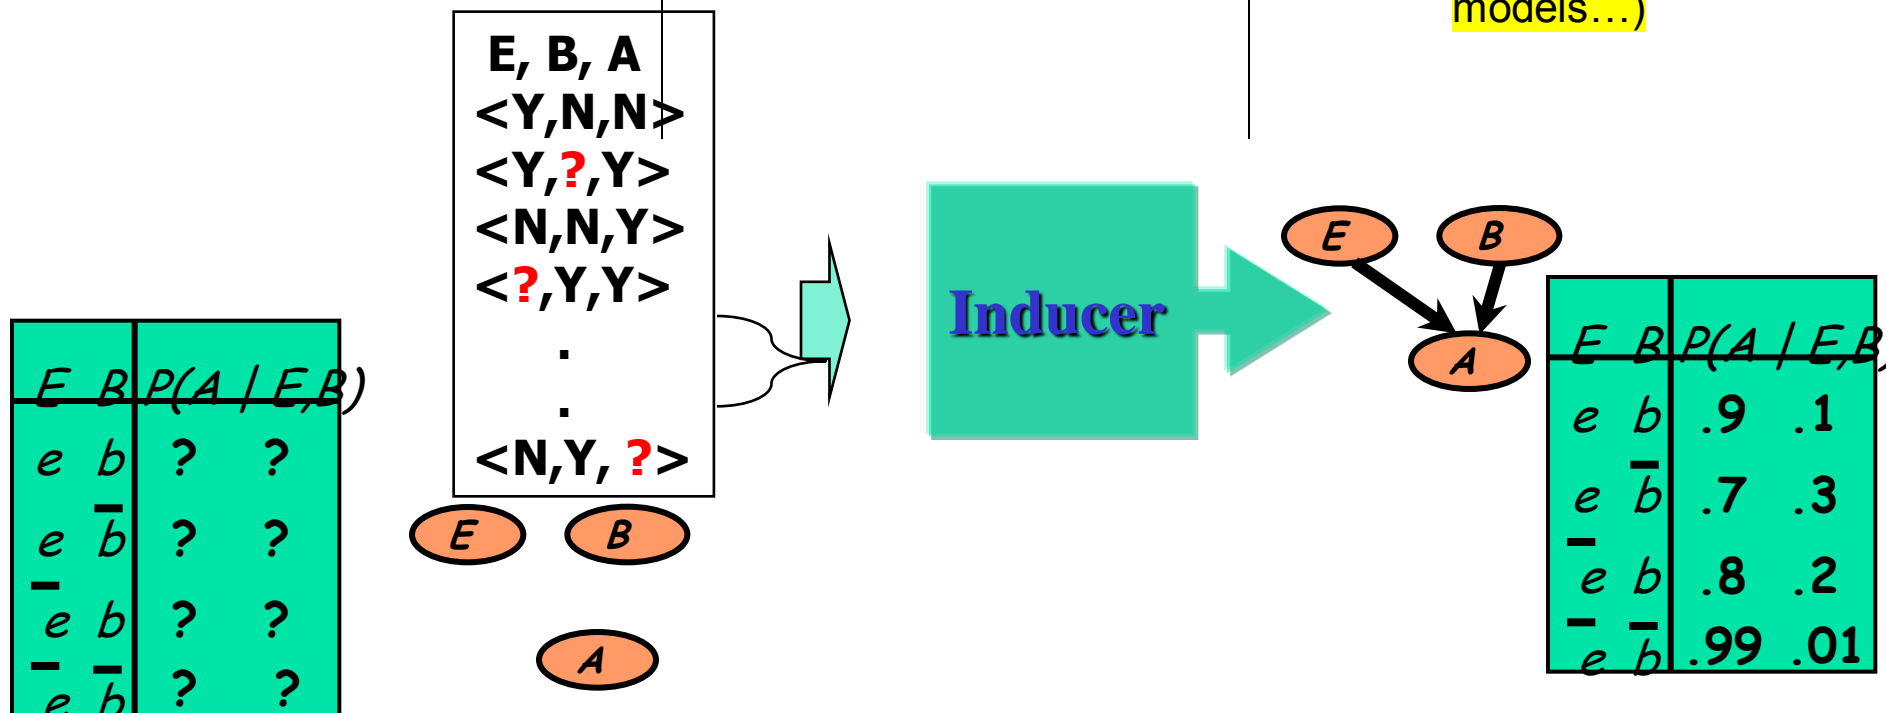 models…)
E, B, A
<Y,N,N>
<Y,?,Y>
<N,N,Y>
<?,Y,Y>
.
.
<N,Y, ?>
E B P(A | E,B)
e b ? ?
e b̅ ? ?
e̅ b ? ?
e̅ b̅ ? ?
E B
A
Inducer
E B
A
E B P(A | E,B)
e b .9 .1
e b̅ .7 .3
e̅ b .8 .2
e̅ b̅ .99 .01